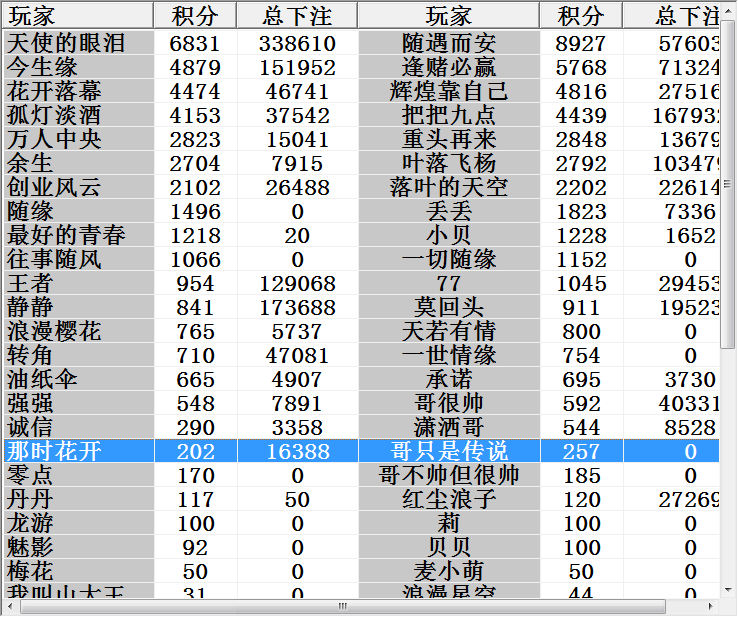 玩家 积分 总下注 玩家 积分 总下注
天使的眼泪 6831 338610 随遇而安 8927 57603
今生缘 4879 151952 逢赌必赢 5768 71324
花开落幕 4474 46741 辉煌靠自己 4816 27516
孤灯淡酒 4153 37542 把把九点 4439 167932
万人中央 2823 15041 重头再来 2848 13679
余生 2704 7915 叶落飞杨 2792 103479
创业风云 2102 26488 落叶的天空 2202 22614
随缘 1496 0 丢丢 1823 7336
最好的青春 1218 20 小贝 1228 1652
往事随风 1066 0 一切随缘 1152 0
王者 954 129068 77 1045 29453
静静 841 173688 莫回头 911 19523
浪漫樱花 765 5737 天若有情 800 0
转角 710 47081 一世情缘 754 0
油纸伞 665 4907 承诺 695 3730
强强 548 7891 哥很帅 592 40331
诚信 290 3358 潇洒哥 544 8528
那时花开 202 16388 哥只是传说 257 0
零点 170 0 哥不帅但很帅 185 0
丹丹 117 50 红尘浪子 120 27269
龙游 100 0 莉 100 0
魅影 92 0 贝贝 100 0
梅花 50 0 麦小萌 50 0
我叫山大王 31 0 浪漫星空 44 0